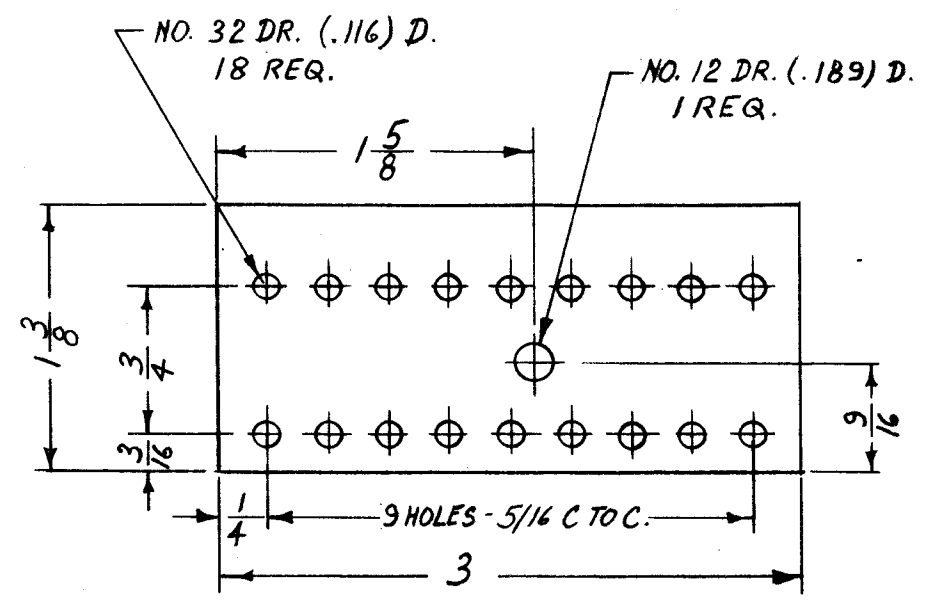 NO. 32 DR. (.116) D.
18 REQ.
NO. 12 DR. (.189) D.
1 REQ.
1 5/8
1 3/8
3/4
3/16
9/16
1/4
9 HOLES - 5/16 C TO C.
3